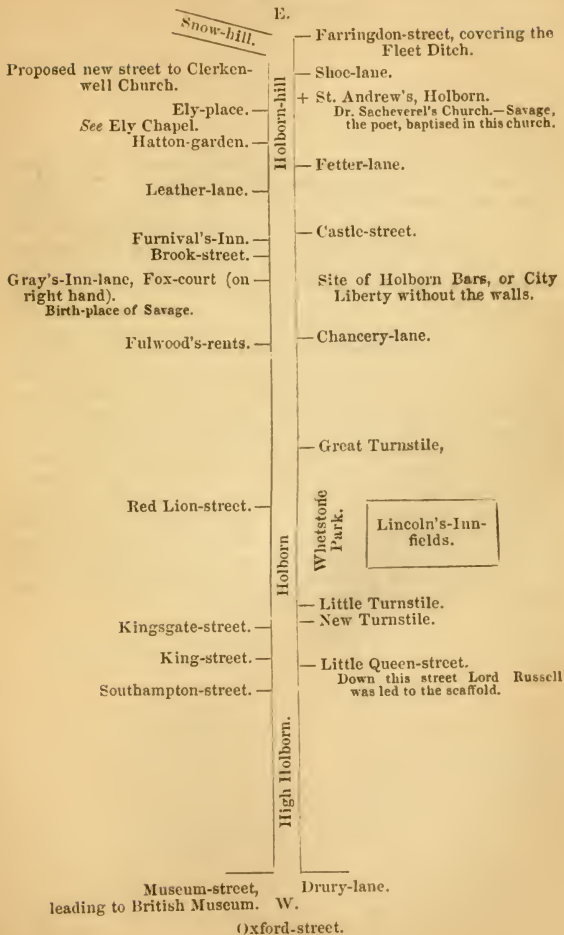 E.
Snow-hill.
Farringdon-street, covering the
Fleet Ditch.
Proposed new street to Clerken-
well Church.
Shoe-lane.
+ St. Andrew's, Holborn.
Dr. Sacheverel's Church.—Savage,
the poet, baptised in this church.
Ely-place.
See Ely Chapel.
Hatton-garden.
Holborn-hill
Fetter-lane.
Leather-lane.
Castle-street.
Furnival's-Inn.
Brook-street.
Gray's-Inn-lane, Fox-court (on
right hand).
Birth-place of Savage.
Site of Holborn Bars, or City
Liberty without the walls.
Chancery-lane.
Fulwood's-rents.
Great Turnstile,
Red Lion-street.
Holborn
Whetstone
Park.
Lincoln's-Inn-
fields.
Little Turnstile.
New Turnstile.
Kingsgate-street.
King-street.
Little Queen-street.
Down this street Lord Russell
was led to the scaffold.
Southampton-street.
High Holborn.
Museum-street,
leading to British Museum.
W.
Drury-lane.
Oxford-street.